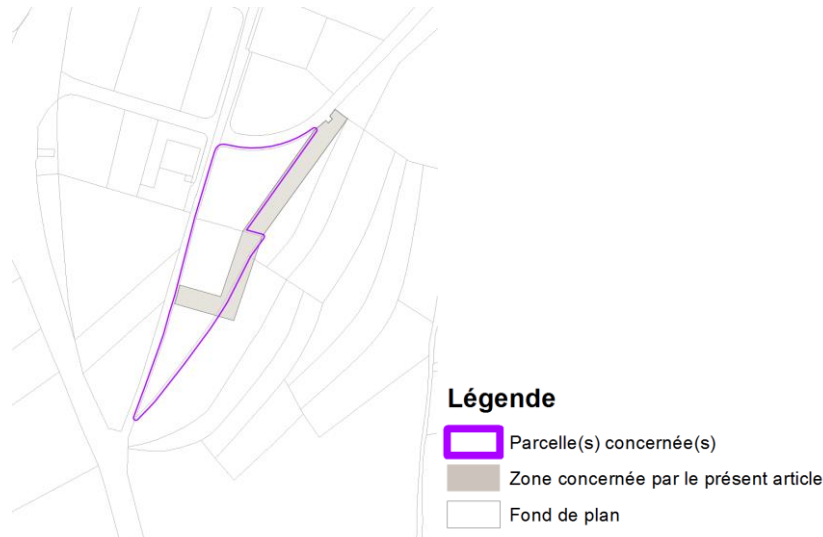 Légende
Parcelle(s) concernée(s)
Zone concernée par le présent article
Fond de plan